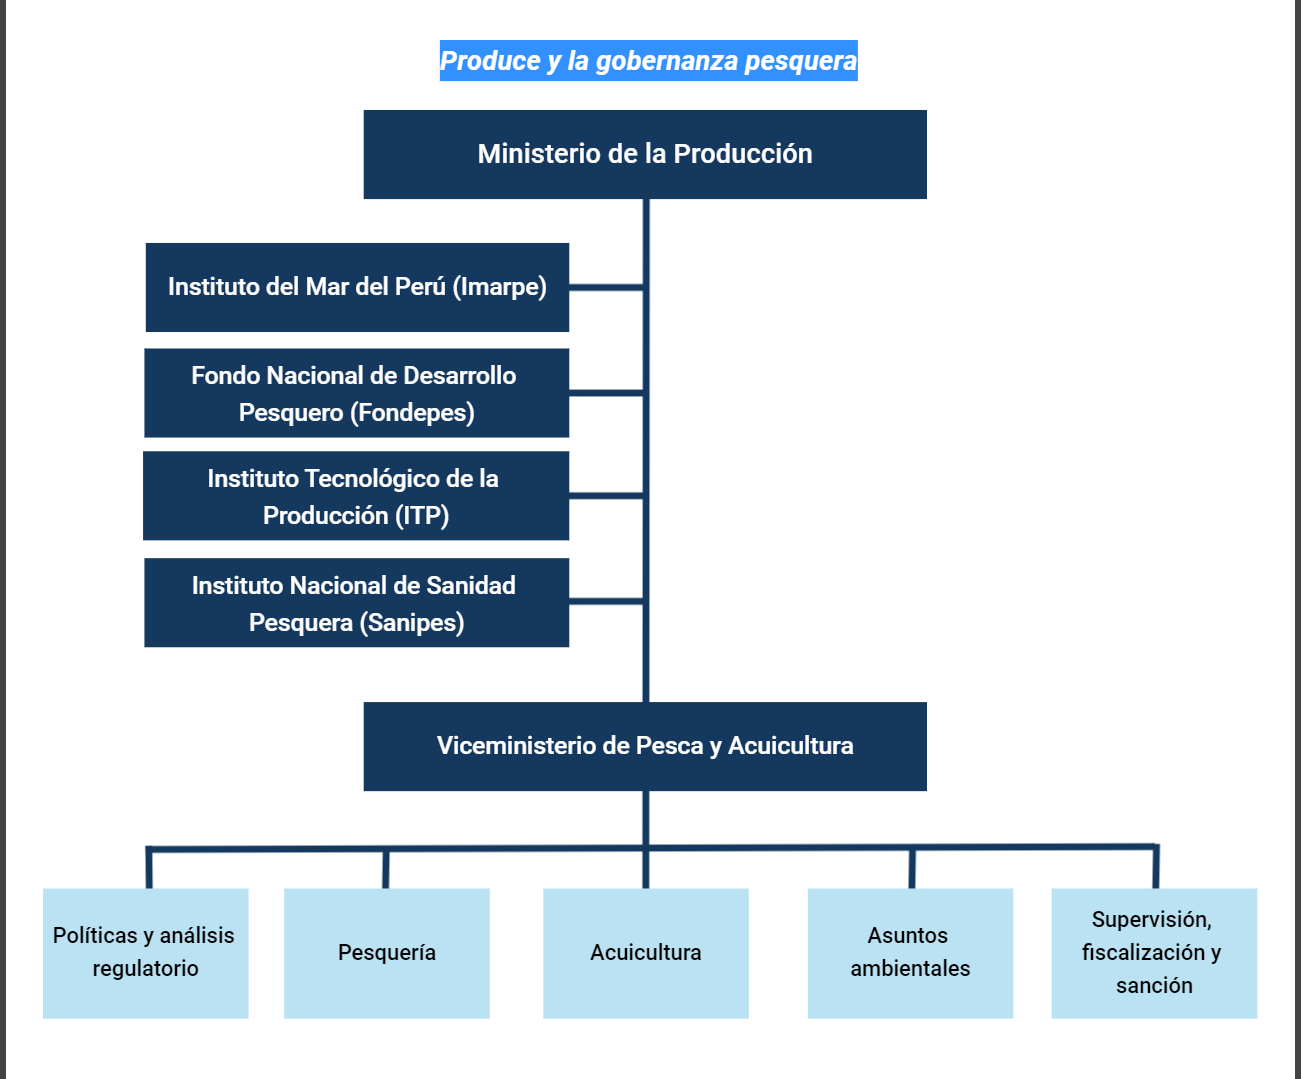 Produce y la gobernanza pesquera
Ministerio de la Producción
Instituto del Mar del Perú (Imarpe)
Fondo Nacional de Desarrollo
Pesquero (Fondepes)
Instituto Tecnológico de la
Producción (ITP)
Instituto Nacional de Sanidad
Pesquera (Sanipes)
Viceministerio de Pesca y Acuicultura
Políticas y análisis
regulatorio
Pesquería
Acuicultura
Asuntos
ambientales
Supervisión,
fiscalización y
sanción